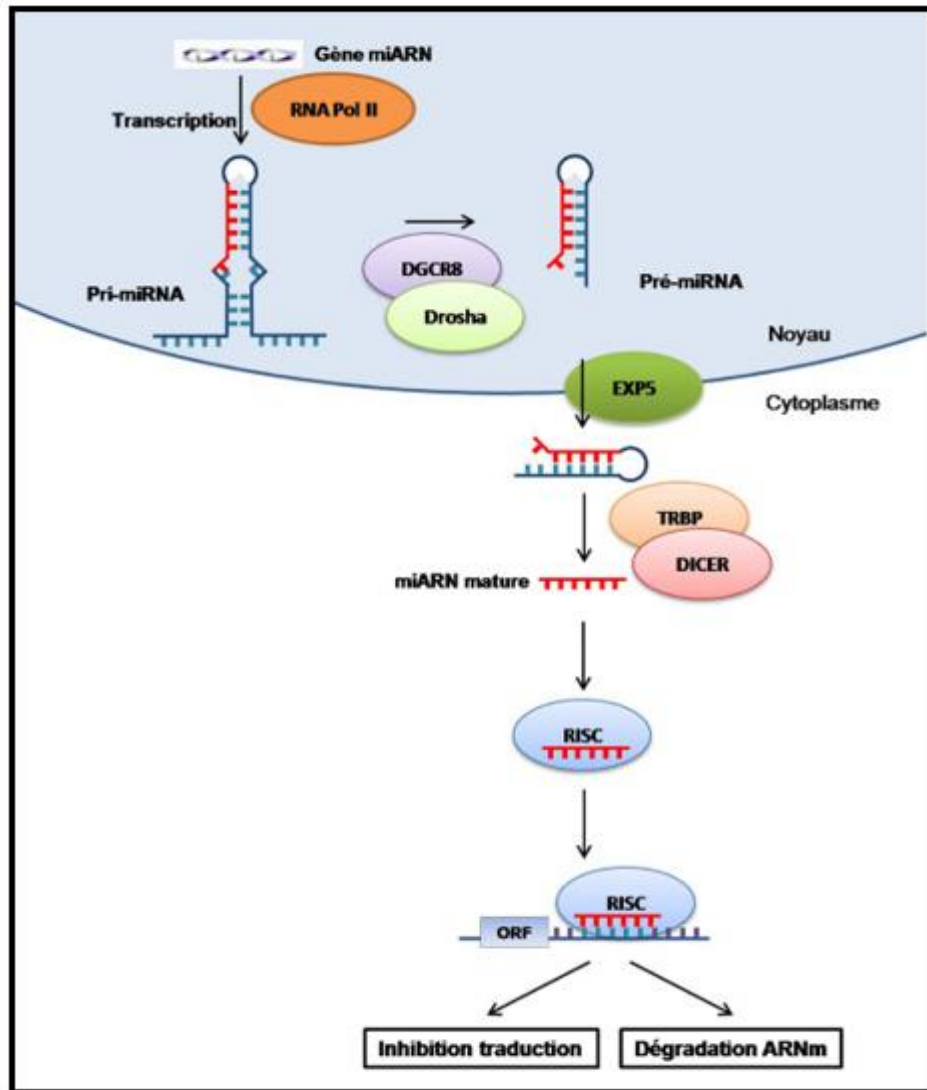 Gène miARN
RNA Pol II
Transcription
DGCR8
Pri-miRNA
Pré-miRNA
Drosha
Noyau
EXP5
Cytoplasme
TRBP
DICER
miARN mature
RISC
RISC
ORF
Inhibition traduction
Dégradation ARNm